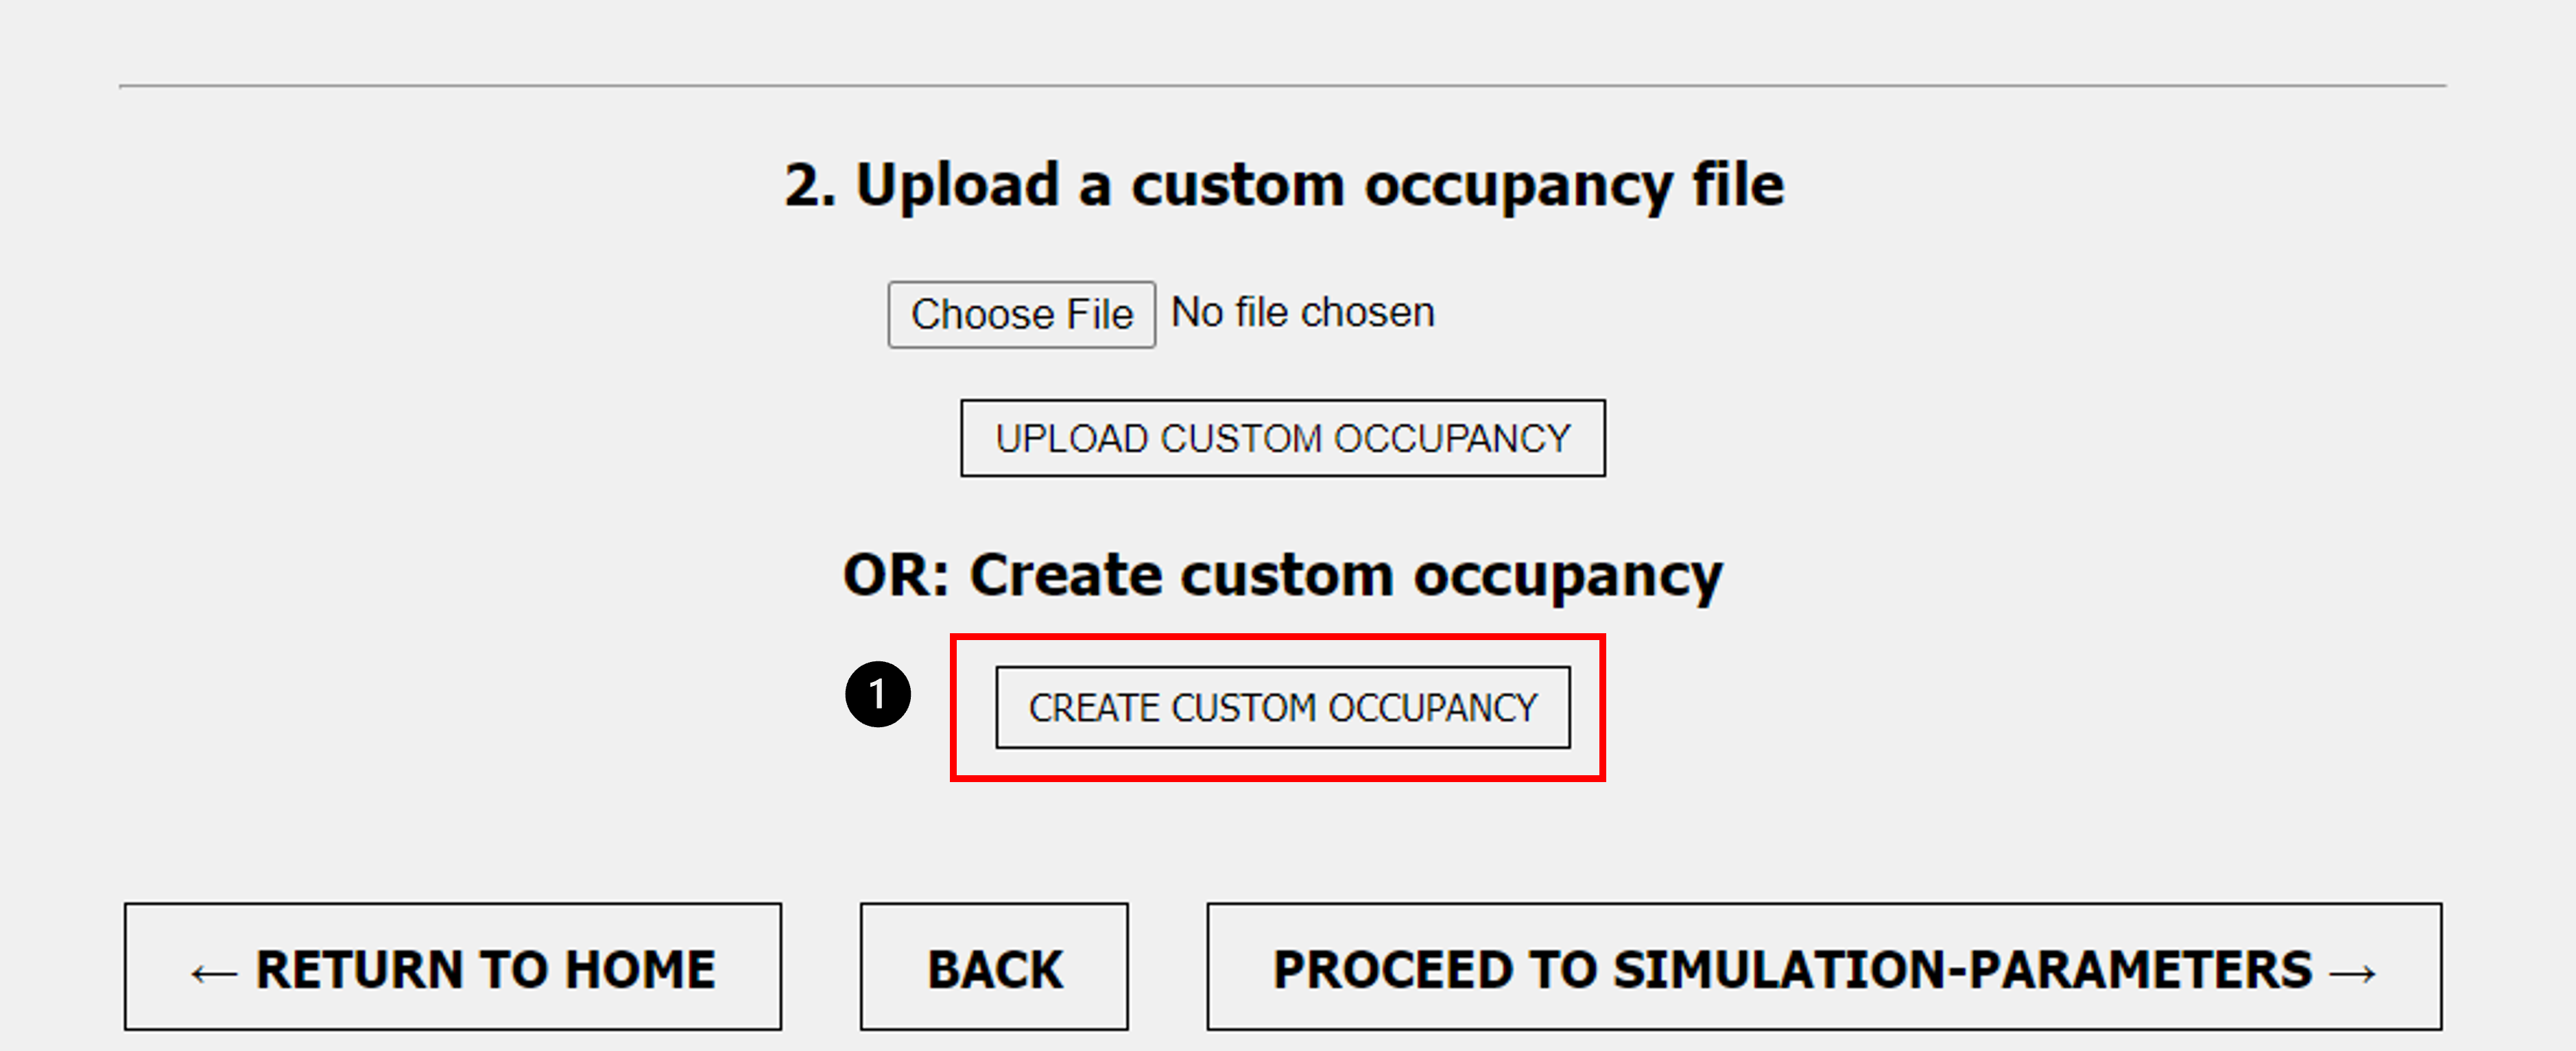 2. Upload a custom occupancy file
Choose File No file chosen
UPLOAD CUSTOM OCCUPANCY
OR: Create custom occupancy
1 CREATE CUSTOM OCCUPANCY
← RETURN TO HOME BACK PROCEED TO SIMULATION-PARAMETERS →